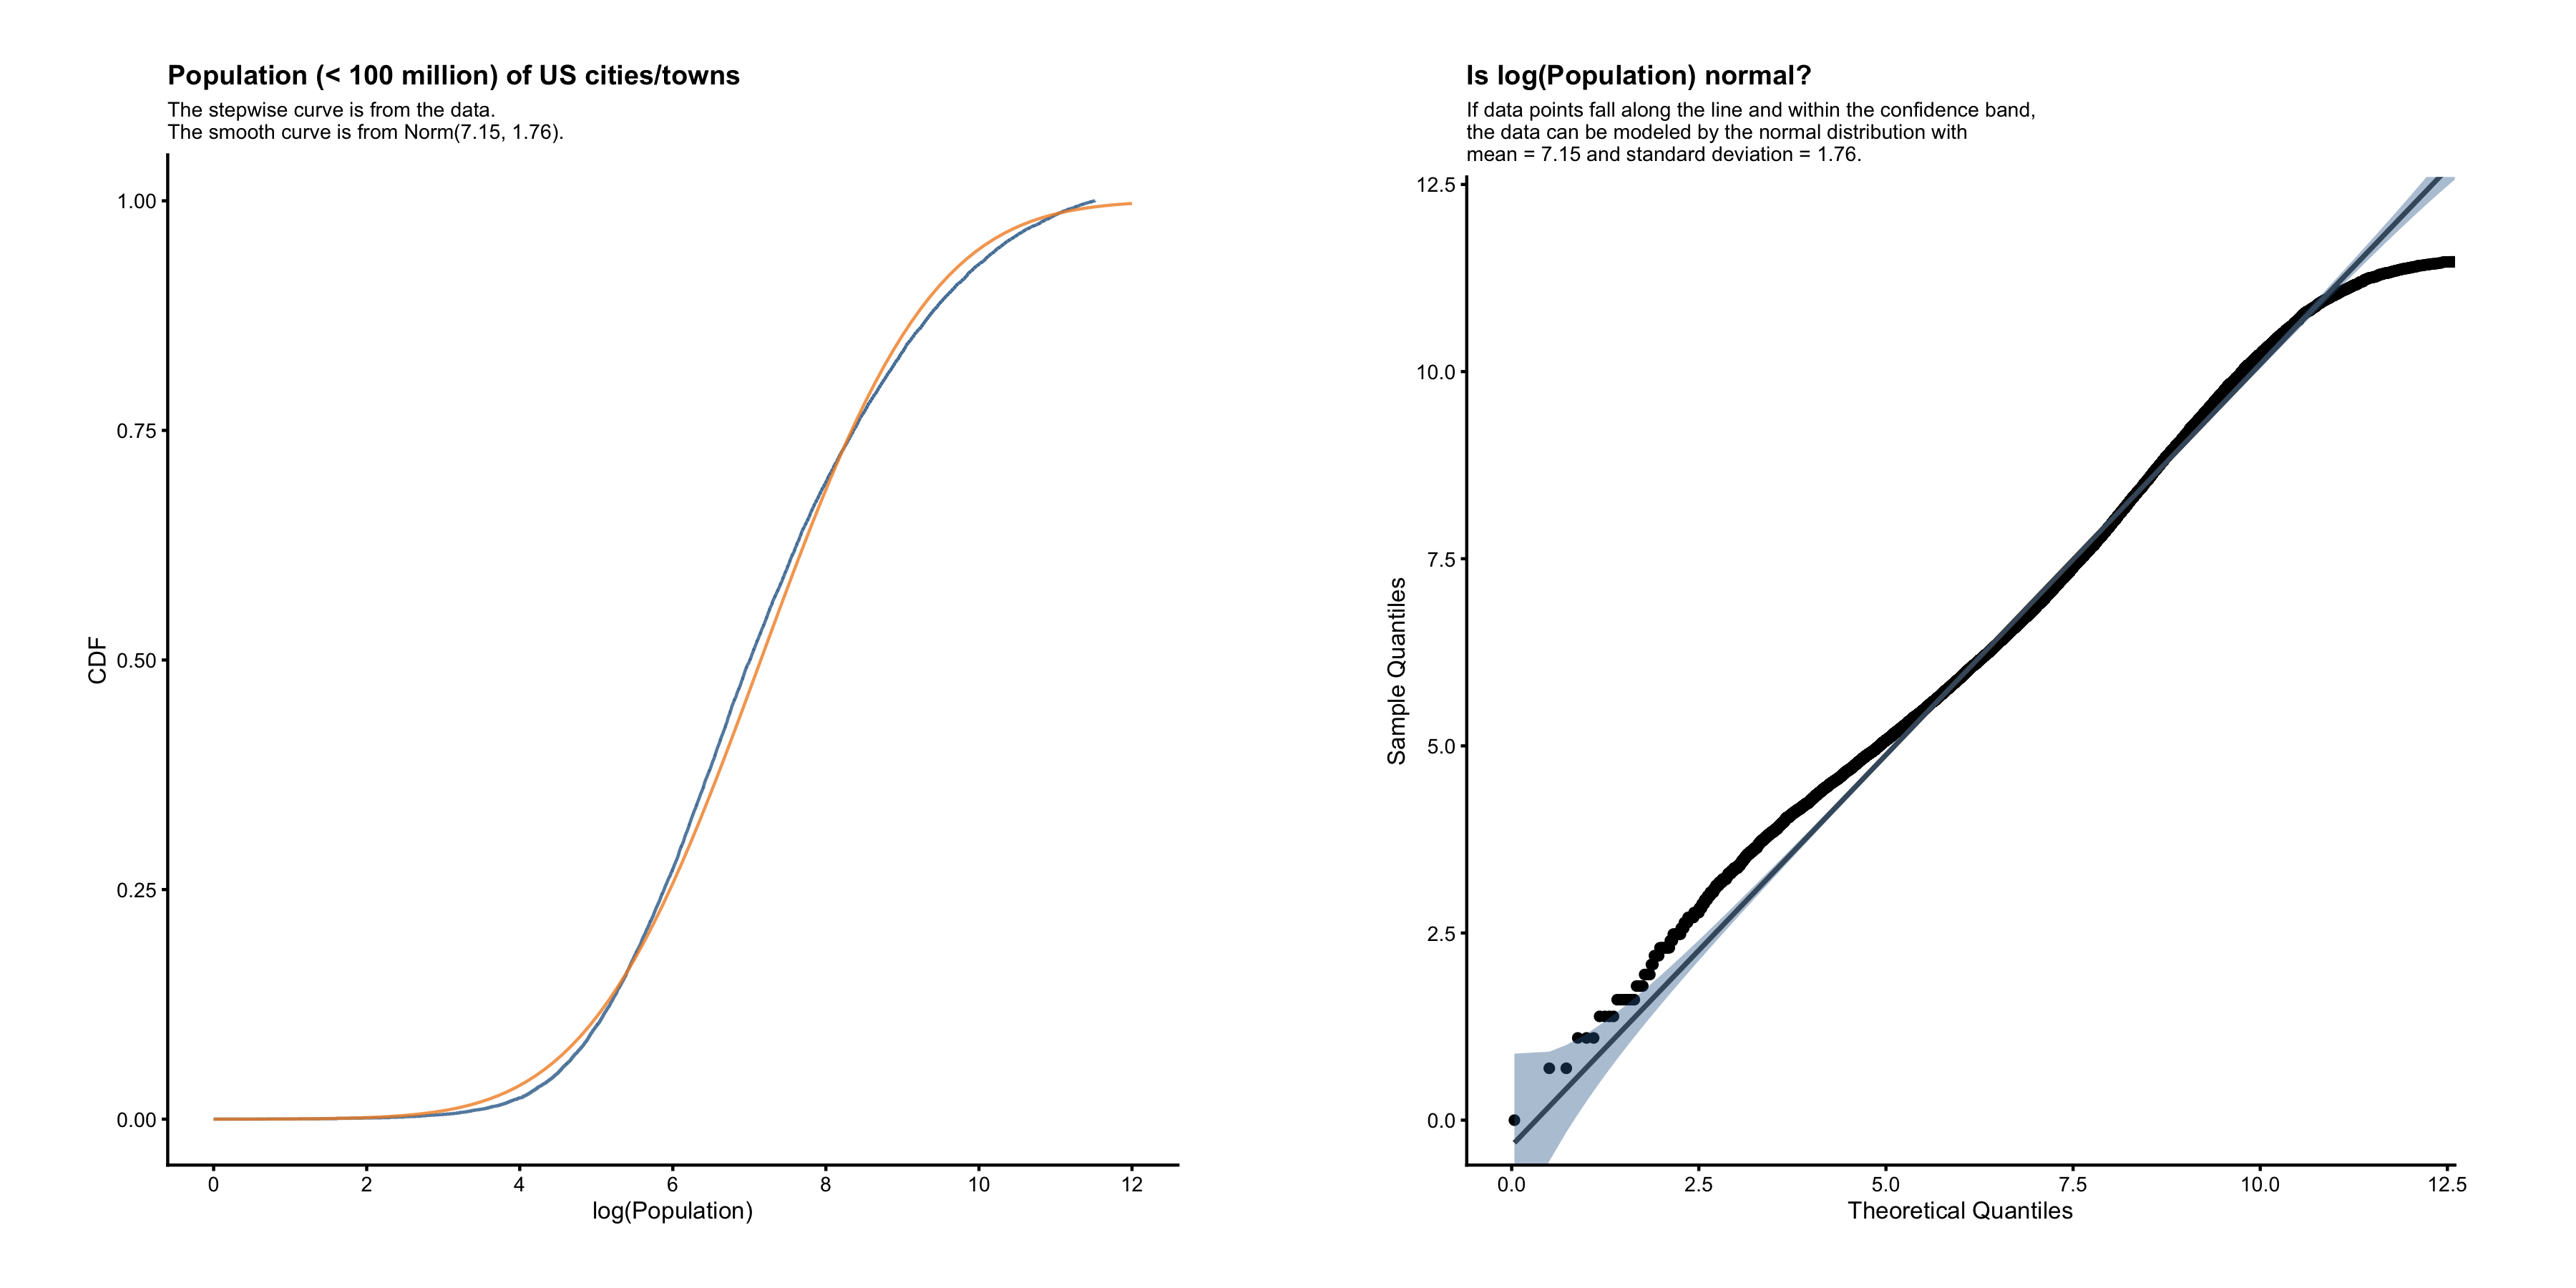 Population (< 100 million) of US cities/towns
The stepwise curve is from the data.
The smooth curve is from Norm(7.15, 1.76).
1.00
0.75
0.50
0.25
0.00
CDF
0 2 4 6 8 10 12
log(Population)
Is log(Population) normal?
If data points fall along the line and within the confidence band,
the data can be modeled by the normal distribution with
mean = 7.15 and standard deviation = 1.76.
12.5
10.0
7.5
5.0
2.5
0.0
Sample Quantiles
0.0 2.5 5.0 7.5 10.0 12.5
Theoretical Quantiles